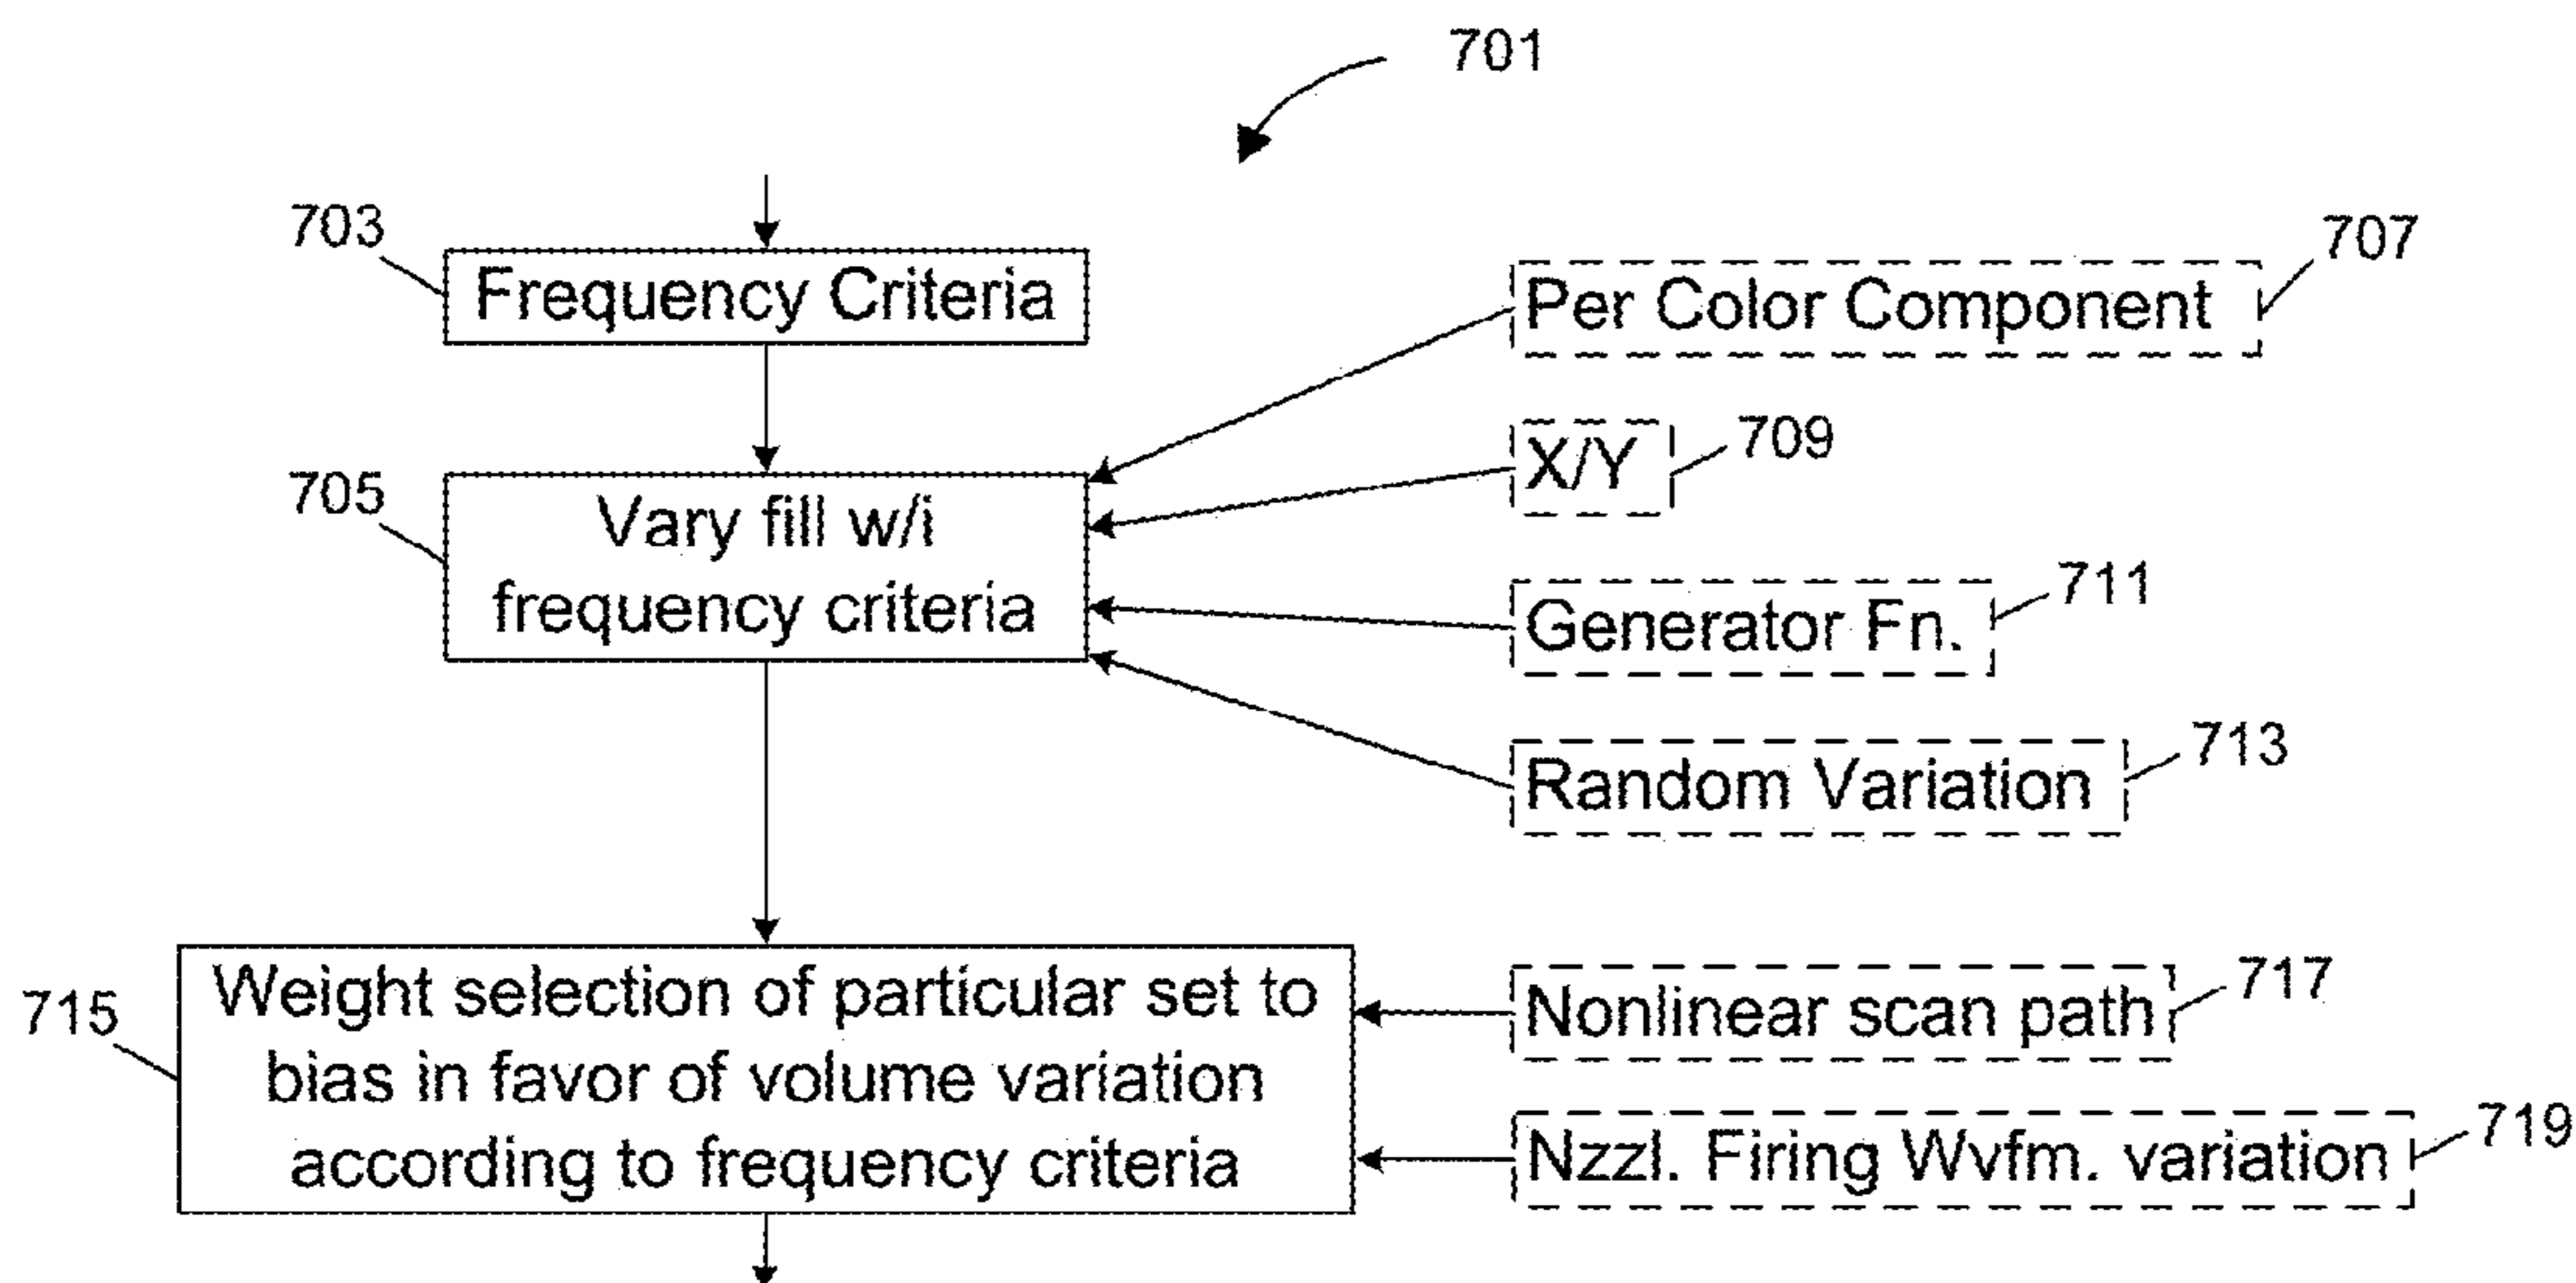 701
703
Frequency Criteria
Per Color Component
707
X/Y
709
705
Vary fill w/i
frequency criteria
Generator Fn.
711
Random Variation
713
715
Weight selection of particular set to
bias in favor of volume variation
according to frequency criteria
Nonlinear scan path
717
Nzzl. Firing Wvfm. variation
719